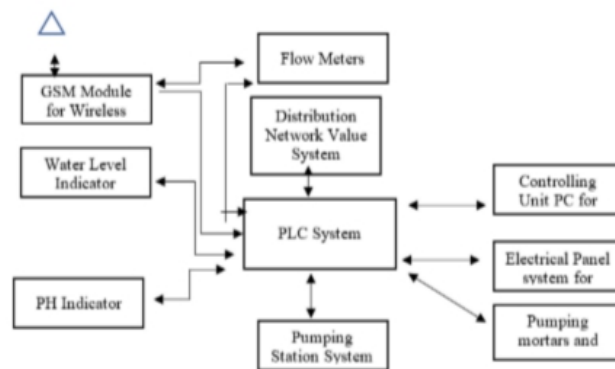 Flow Meters
GSM Module
for Wireless
Distribution
Network Value
System
Water Level
Indicator
Controlling
Unit PC for
PLC System
Electrical Panel
system for
PH Indicator
Pumping
Station System
Pumping
mortars and